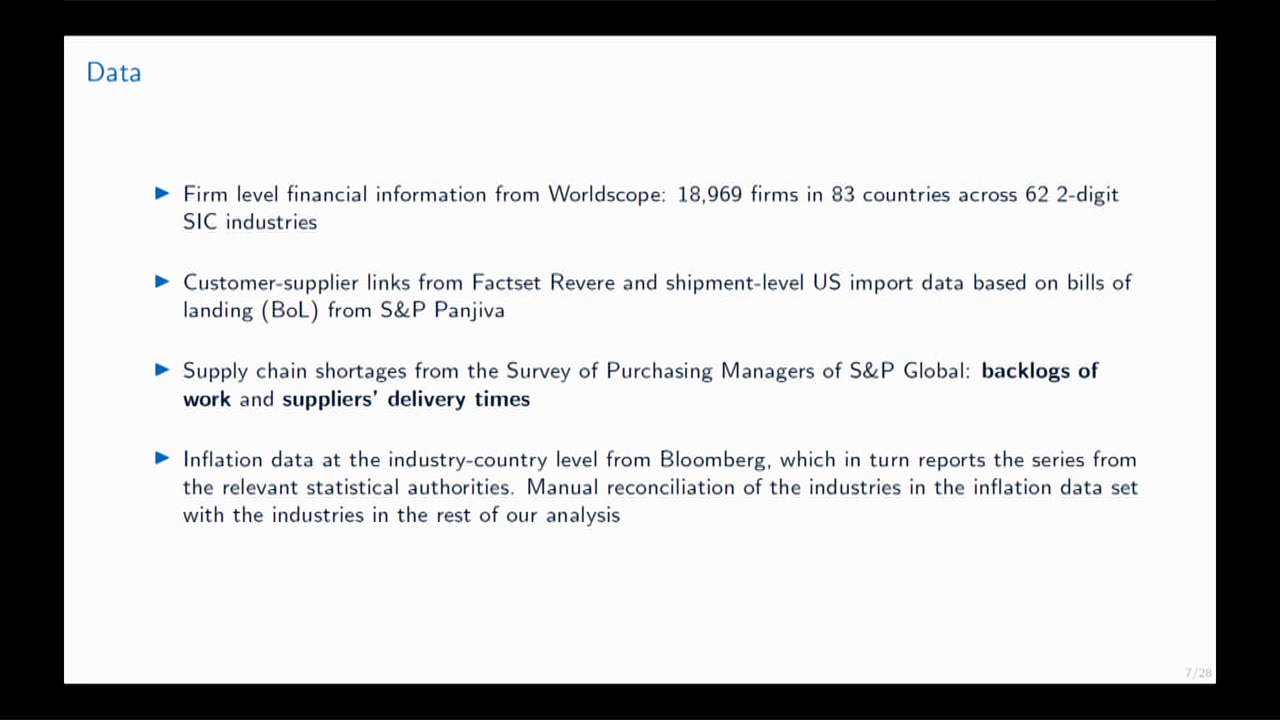 Data
▶ Firm level financial information from Worldscope: 18,969 firms in 83 countries across 62 2-digit
SIC industries
▶ Customer-supplier links from Factset Revere and shipment-level US import data based on bills of
landing (BoL) from S&P Panjiva
▶ Supply chain shortages from the Survey of Purchasing Managers of S&P Global: backlogs of
work and suppliers' delivery times
▶ Inflation data at the industry-country level from Bloomberg, which in turn reports the series from
the relevant statistical authorities. Manual reconciliation of the industries in the inflation data set
with the industries in the rest of our analysis
7/28